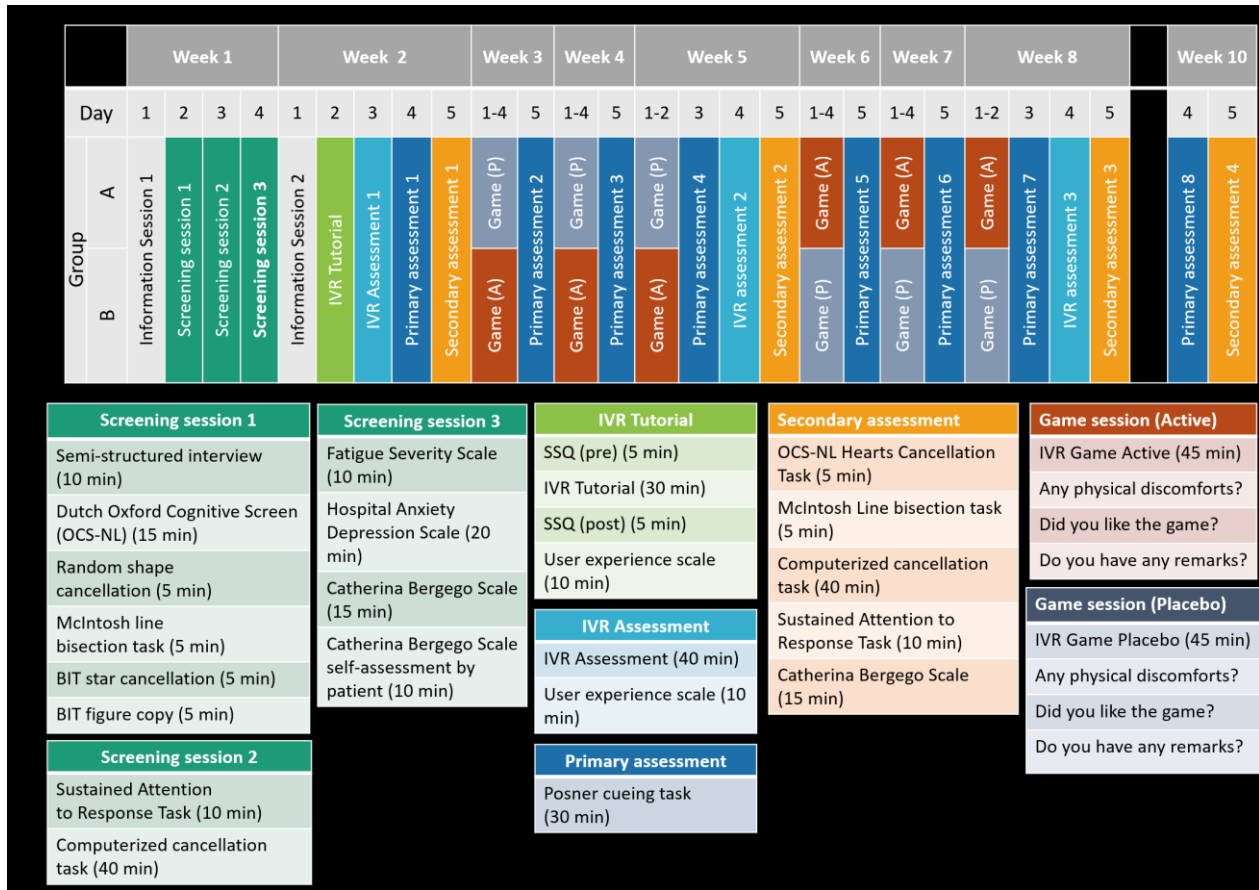 Week 1 Week 2 Week 3 Week 4 Week 5 Week 6 Week 7 Week 8 Week 10
Day 1 2 3 4 1 2 3 4 5 1-4 5 1-4 5 1-2 3 4 5 1-4 5 1-4 5 1-2 3 4 5 4 5
Group
A
B
Information Session 1
Screening session 1
Screening session 2
Screening session 3
Information Session 2
IVR Tutorial
IVR Assessment 1
Primary assessment 1
Secondary assessment 1
Game (P)
Game (A)
Primary assessment 2
Game (P)
Game (A)
Primary assessment 3
Game (P)
Game (A)
Primary assessment 4
IVR assessment 2
Secondary assessment 2
Game (A)
Game (P)
Primary assessment 5
Game (A)
Game (P)
Primary assessment 6
Game (A)
Game (P)
Primary assessment 7
IVR assessment 3
Secondary assessment 3
Primary assessment 8
Secondary assessment 4
Screening session 1
Semi-structured interview
(10 min)
Dutch Oxford Cognitive Screen
(OCS-NL) (15 min)
Random shape
cancellation (5 min)
McIntosh line
bisection task (5 min)
BIT star cancellation (5 min)
BIT figure copy (5 min)
Screening session 2
Sustained Attention
to Response Task (10 min)
Computerized cancellation
task (40 min)
Screening session 3
Fatigue Severity Scale
(10 min)
Hospital Anxiety
Depression Scale (20
min)
Catherina Bergego Scale
(15 min)
Catherina Bergego Scale
self-assessment by
patient (10 min)
IVR Tutorial
SSQ (pre) (5 min)
IVR Tutorial (30 min)
SSQ (post) (5 min)
User experience scale
(10 min)
IVR Assessment
IVR Assessment (40 min)
User experience scale (10
min)
Primary assessment
Posner cueing task
(30 min)
Secondary assessment
OCS-NL Hearts Cancellation
Task (5 min)
McIntosh Line bisection task
(5 min)
Computerized cancellation
task (40 min)
Sustained Attention to
Response Task (10 min)
Catherina Bergego Scale
(15 min)
Game session (Active)
IVR Game Active (45 min)
Any physical discomforts?
Did you like the game?
Do you have any remarks?
Game session (Placebo)
IVR Game Placebo (45 min)
Any physical discomforts?
Did you like the game?
Do you have any remarks?